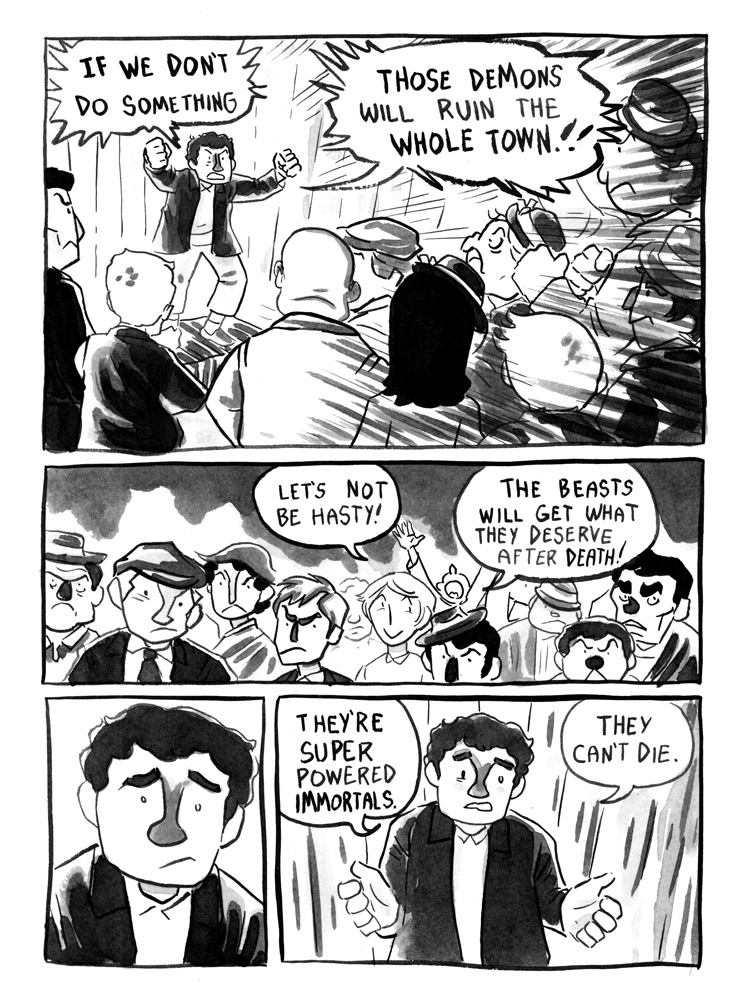 IF WE DON'T
DO SOMETHING
THOSE DEMONS
WILL RUIN THE
WHOLE TOWN!!
LET'S NOT
BE HASTY!
THE BEASTS
WILL GET WHAT
THEY DESERVE
AFTER DEATH!
THEY'RE
SUPER
POWERED
IMMORTALS.
THEY
CAN'T DIE.